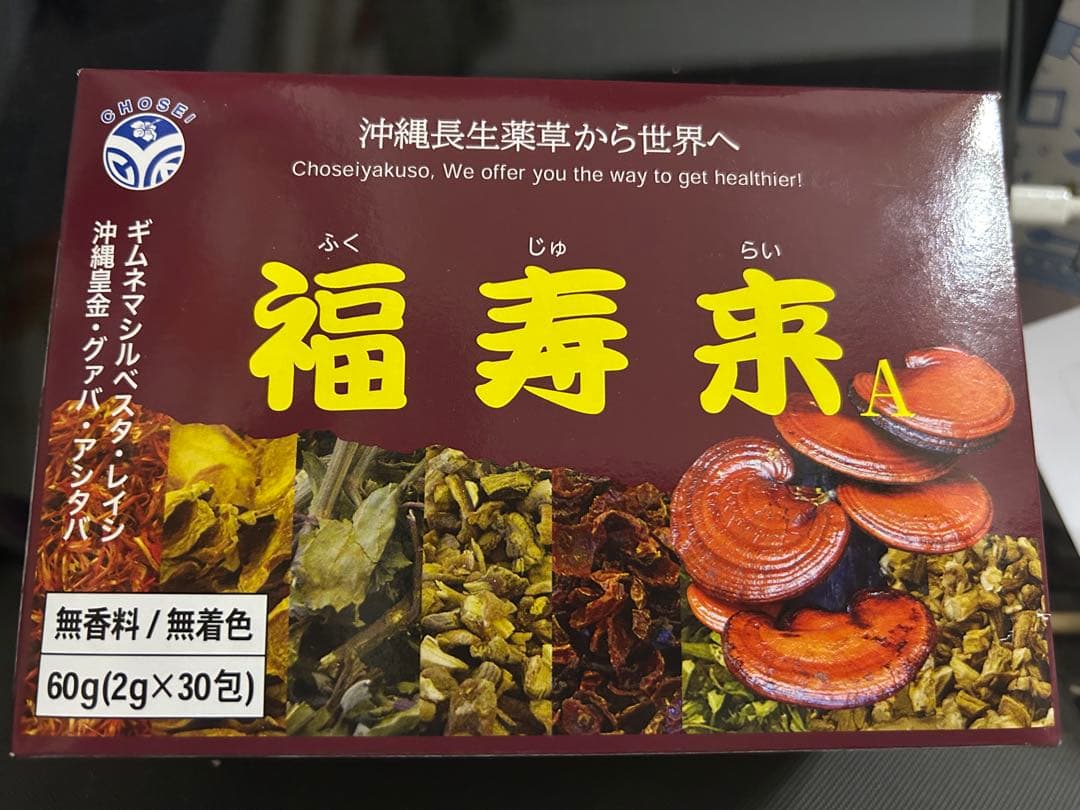 CHOSEI
沖縄長生薬草から世界へ
Choseiyakuso, We offer you the way to get healthier!
ふく じゅ らい
福寿来A
ギムネマシルベスタ・レイシ
沖縄皇金・グァバ・アシタバ
無香料/無着色
60g(2g×30包)